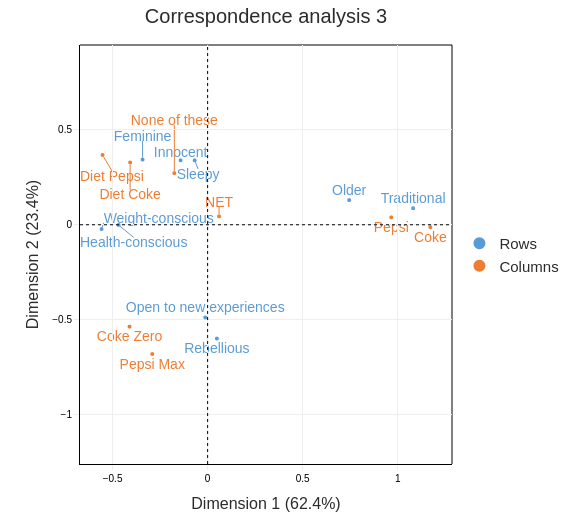 Correspondence analysis 3
None of these
Feminine
Innocent
Diet Pepsi
Sleepy
Diet Coke
Older
Traditional
NET
Weight-conscious
Pepsi
Coke
Health-conscious
Open to new experiences
Coke Zero
Rebellious
Pepsi Max
0.5
0
−0.5
−1
−0.5
0
0.5
1
Dimension 1 (62.4%)
Dimension 2 (23.4%)
Rows
Columns